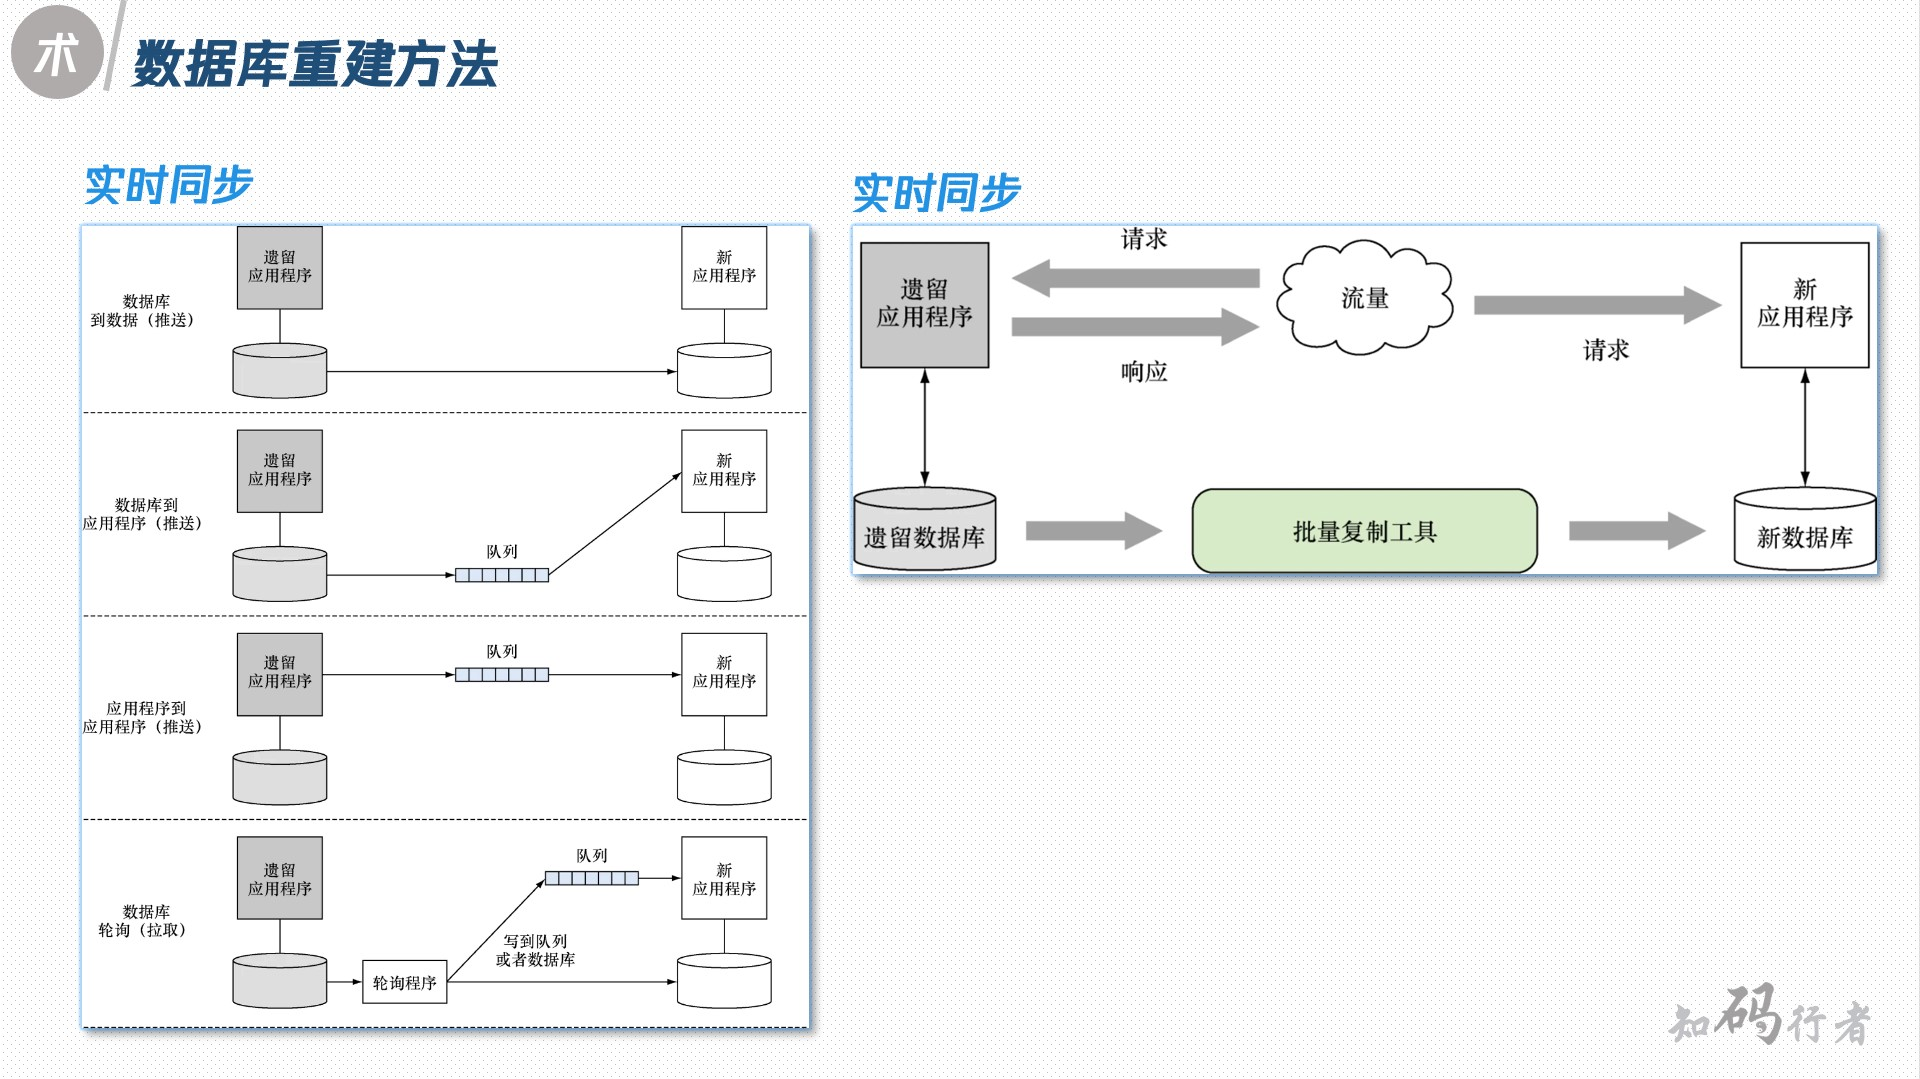 术
数据库重建方法
实时同步
遗留
应用程序
新
应用程序
数据库
到数据（推送）
遗留
应用程序
新
应用程序
数据库到
应用程序（推送）
队列
队列
遗留
应用程序
新
应用程序
应用程序到
应用程序（推送）
队列
遗留
应用程序
新
应用程序
数据库
轮询（拉取）
写到队列
或者数据库
轮询程序
实时同步
请求
遗留
应用程序
流量
新
应用程序
请求
响应
遗留数据库
批量复制工具
新数据库
知码行者